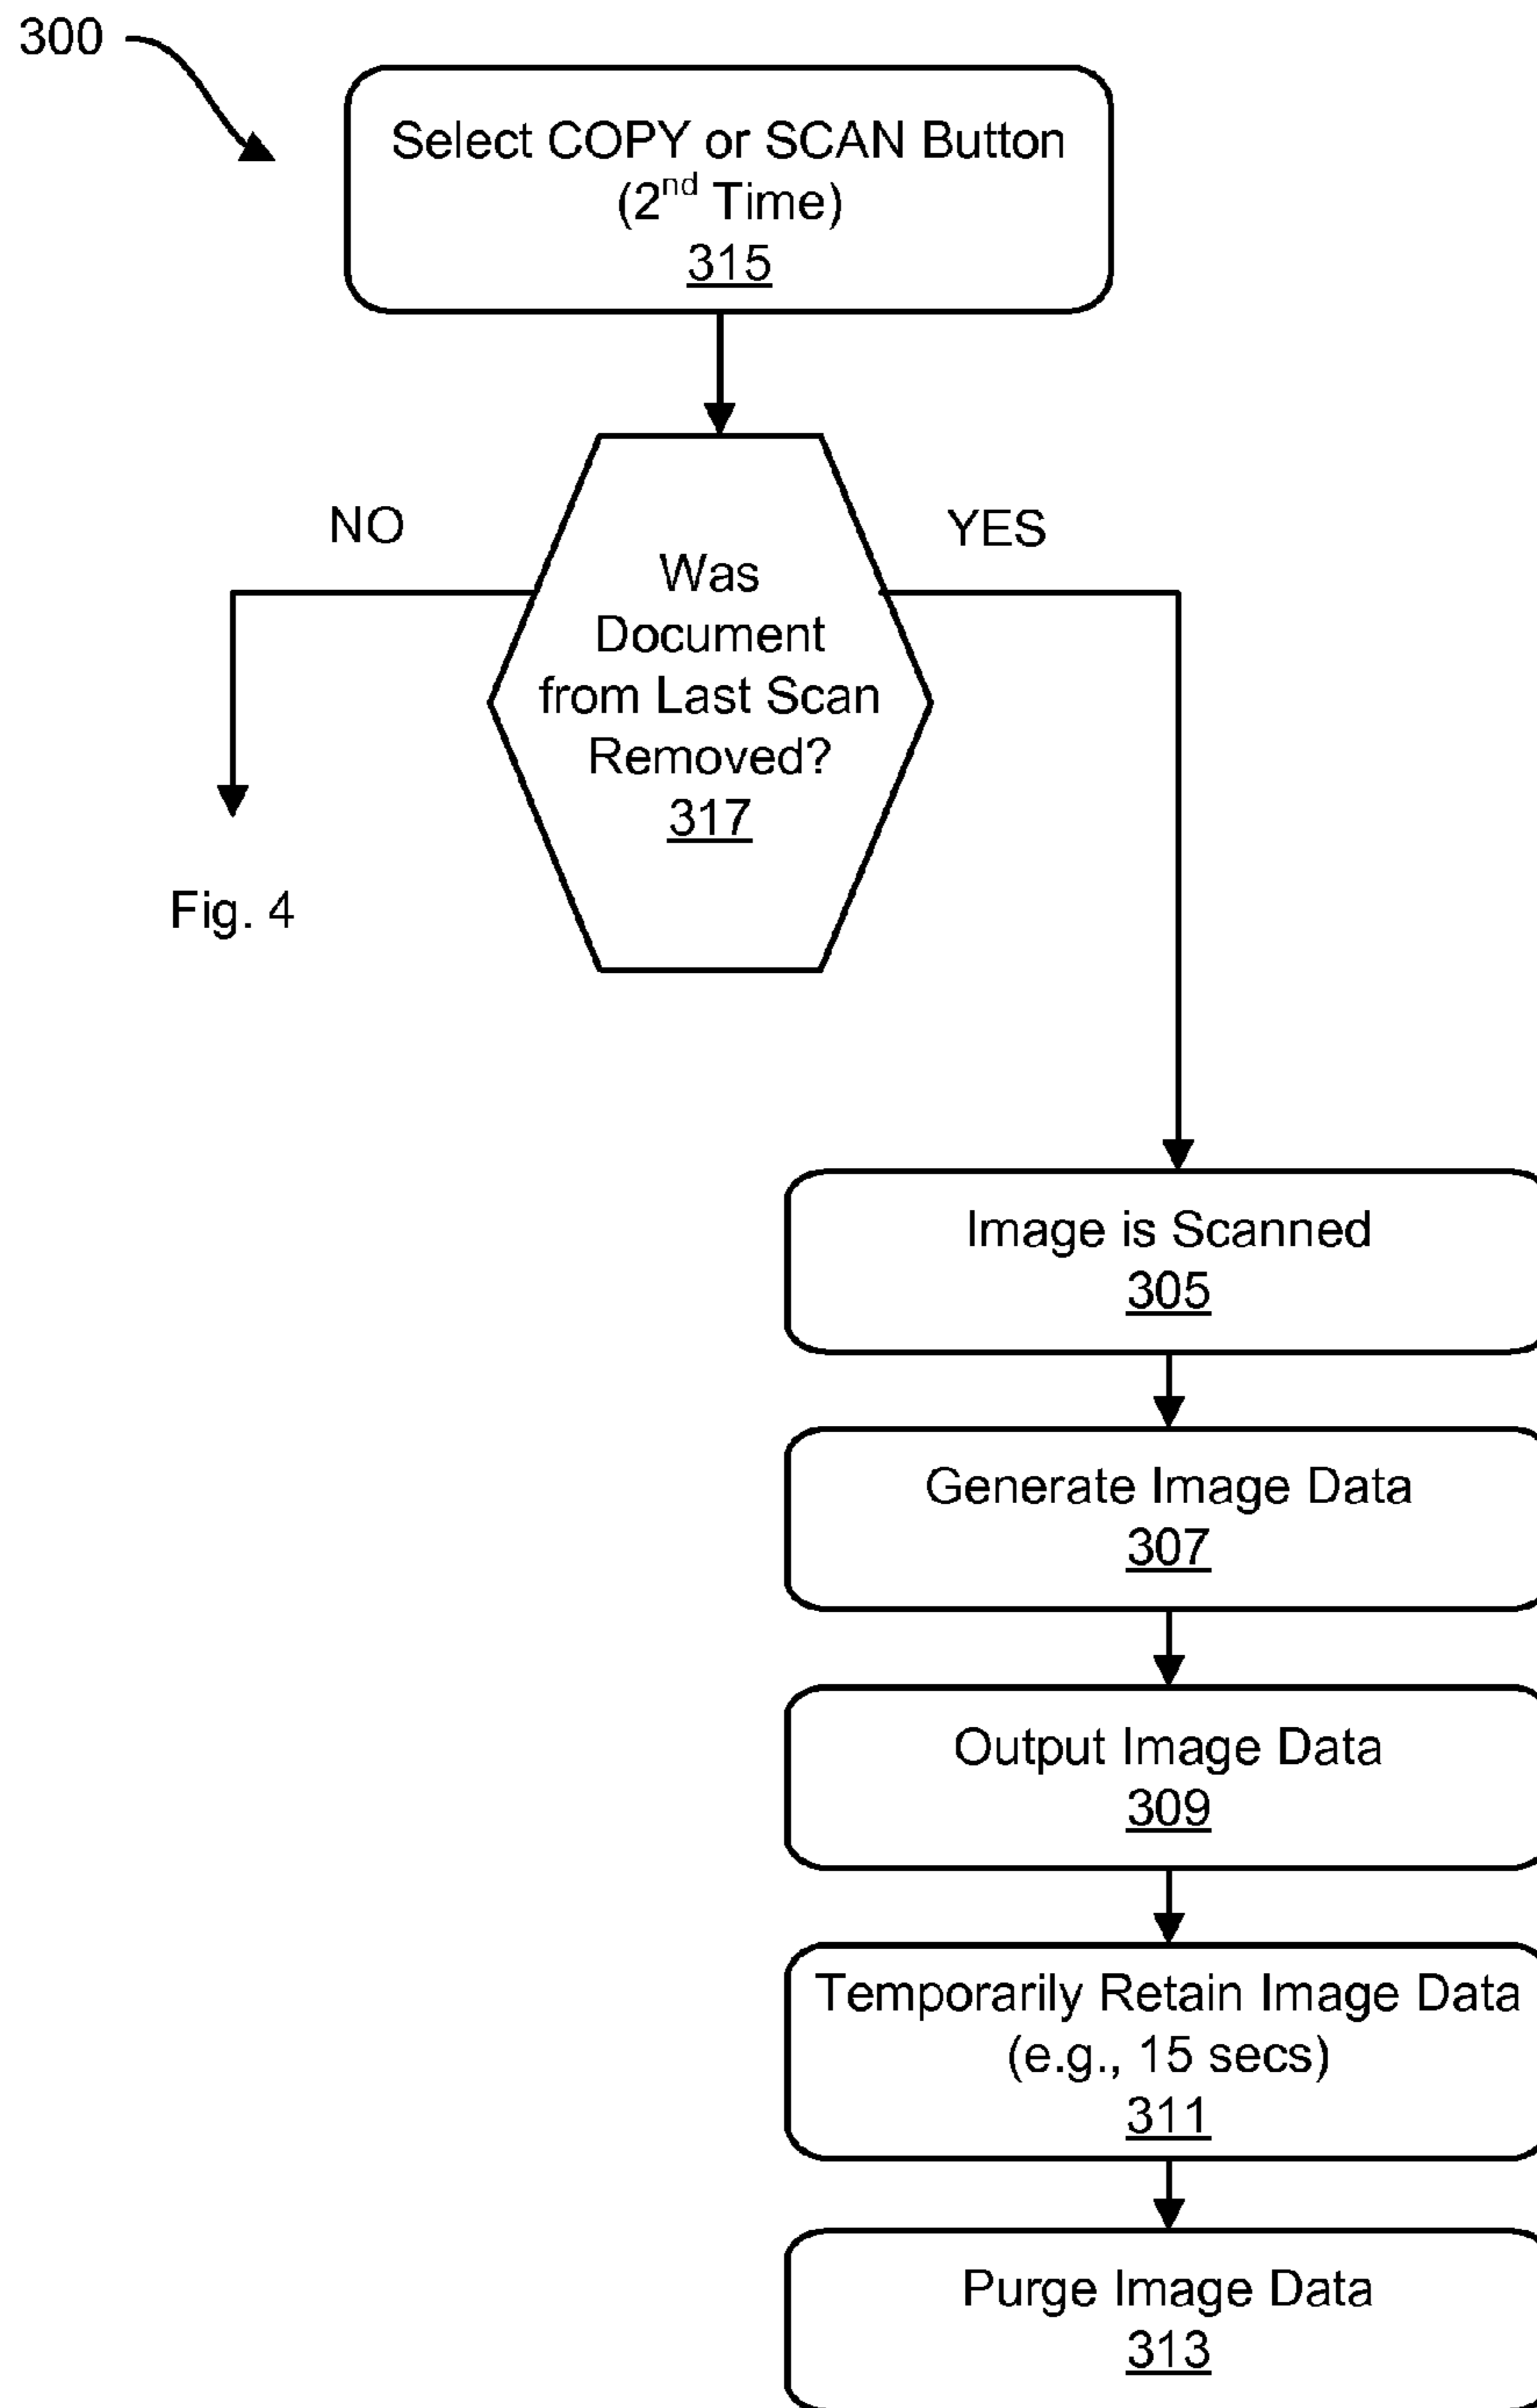 300
Select COPY or SCAN Button
(2nd Time)
315
NO
YES
Was
Document
from Last Scan
Removed?
317
Fig. 4
Image is Scanned
305
Generate Image Data
307
Output Image Data
309
Temporarily Retain Image Data
(e.g., 15 secs)
311
Purge Image Data
313